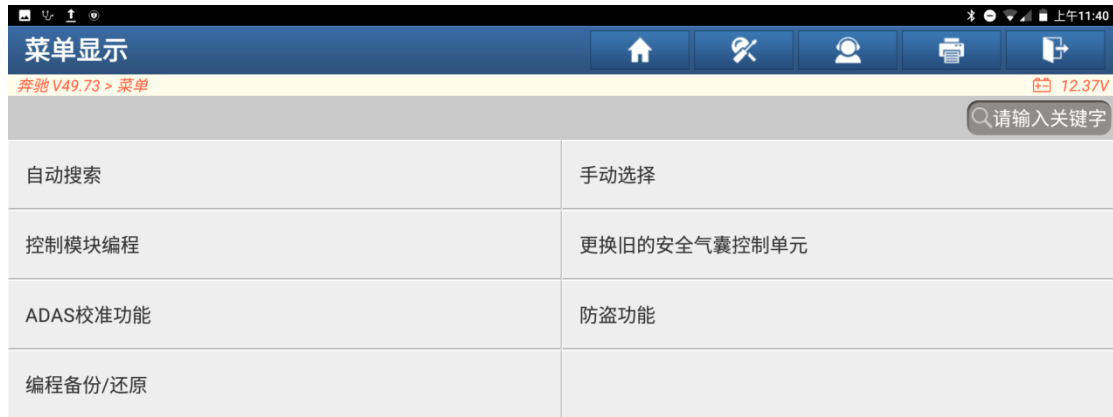 上午11:40
菜单显示
奔驰 V49.73 > 菜单 12.37V
请输入关键字
自动搜索 手动选择
控制模块编程 更换旧的安全气囊控制单元
ADAS校准功能 防盗功能
编程备份/还原